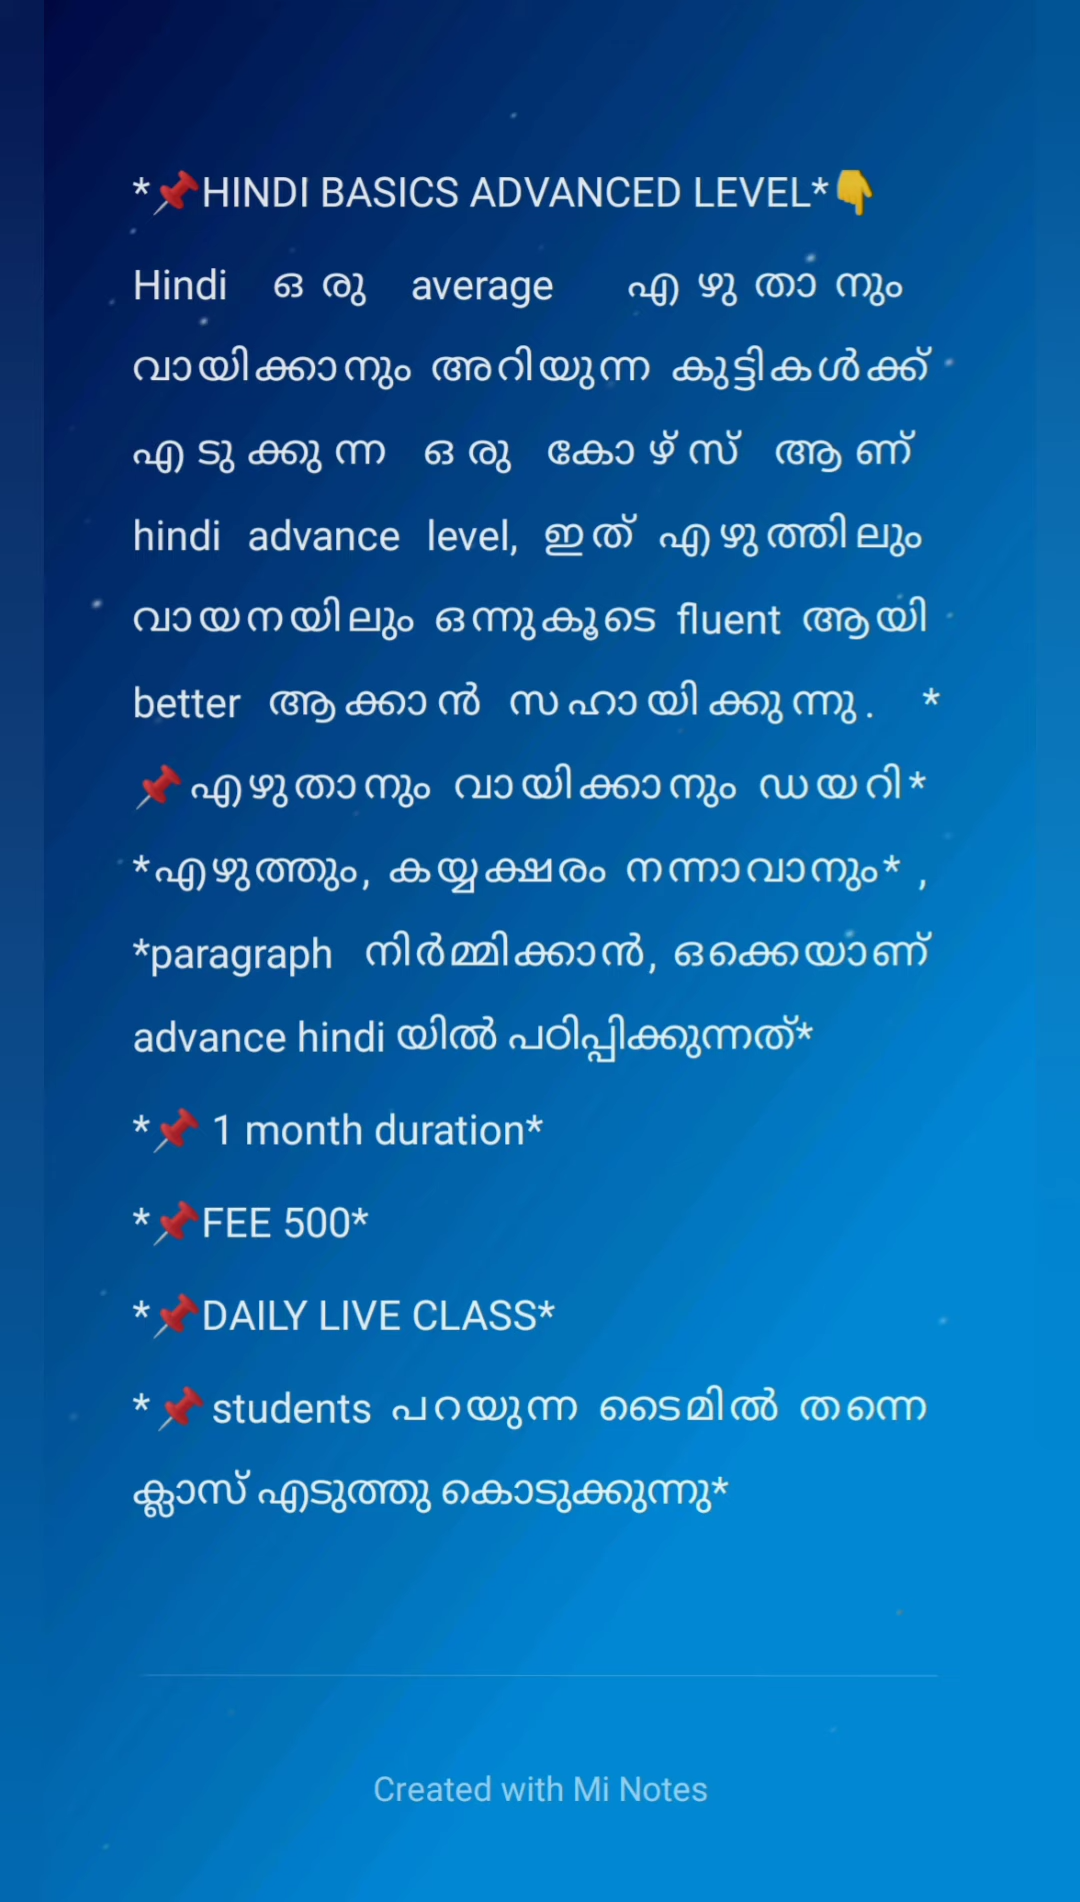 *📌HINDI BASICS ADVANCED LEVEL*👇
Hindi ഒരു average എഴുതാനും
വായിക്കാനും അറിയുന്ന കുട്ടികൾക്ക്
എടുക്കുന്ന ഒരു കോഴ്സ് ആണ്
hindi advance level, ഇത് എഴുത്തിലും
വായനയിലും ഒന്നുകൂടെ fluent ആയി
better ആക്കാൻ സഹായിക്കുന്നു. *
📌എഴുതാനും വായിക്കാനും ഡയറി*
*എഴുത്തും, കയ്യക്ഷരം നന്നാവാനും* ,
*paragraph നിർമ്മിക്കാൻ, ഒക്കെയാണ്
advance hindi യിൽ പഠിപ്പിക്കുന്നത്*
*📌 1 month duration*
*📌FEE 500*
*📌DAILY LIVE CLASS*
*📌students പറയുന്ന ടൈമിൽ തന്നെ
ക്ലാസ് എടുത്തു കൊടുക്കുന്നു*
Created with Mi Notes